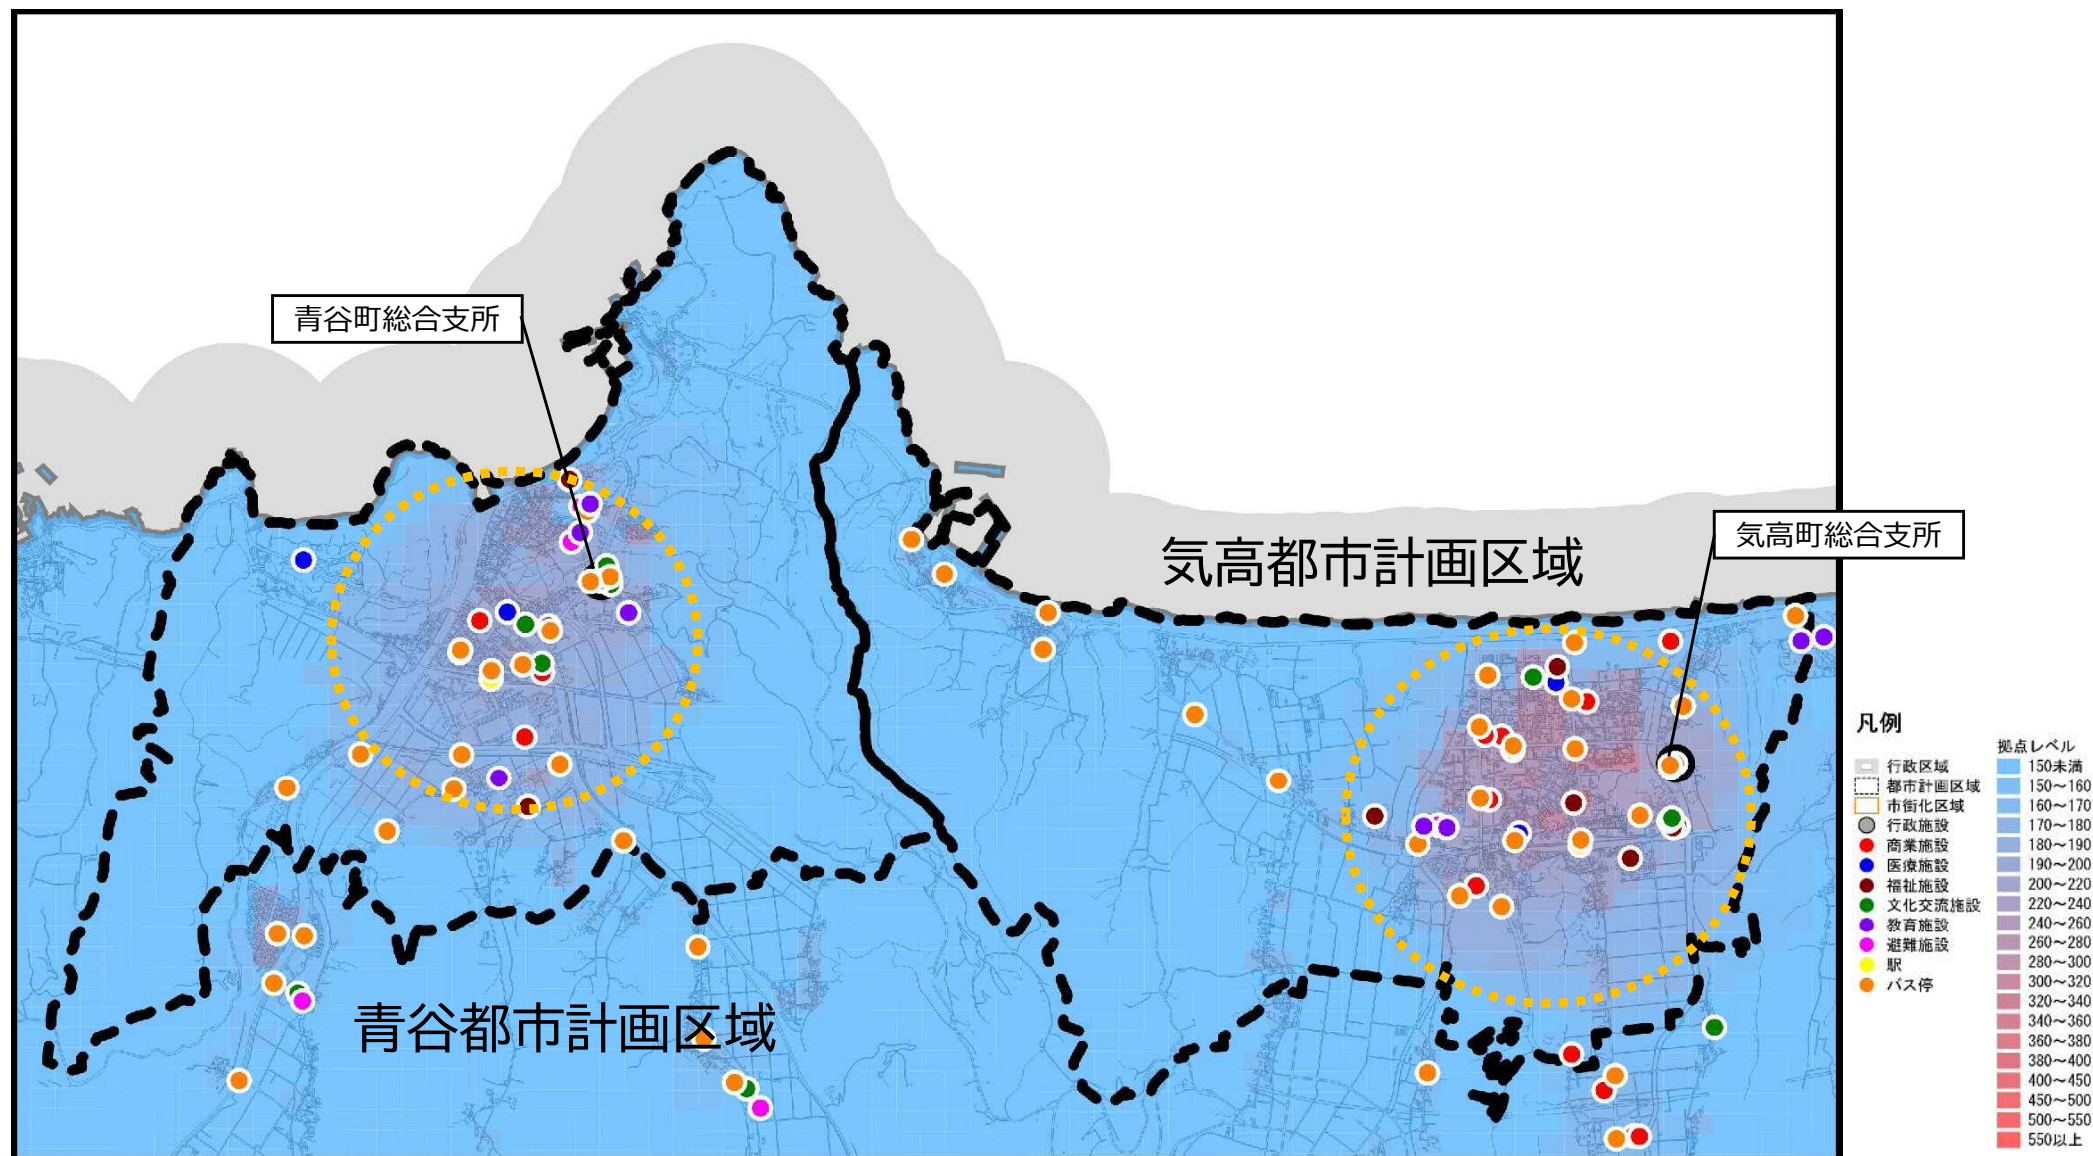 青谷町総合支所
気高都市計画区域
気高町総合支所
青谷都市計画区域
凡例
行政区域
都市計画区域
市街化区域
行政施設
商業施設
医療施設
福祉施設
文化交流施設
教育施設
避難施設
駅
バス停
拠点レベル
150未満
150～160
160～170
170～180
180～190
190～200
200～220
220～240
240～260
260～280
280～300
300～320
320～340
340～360
360～380
380～400
400～450
450～500
500～550
550以上